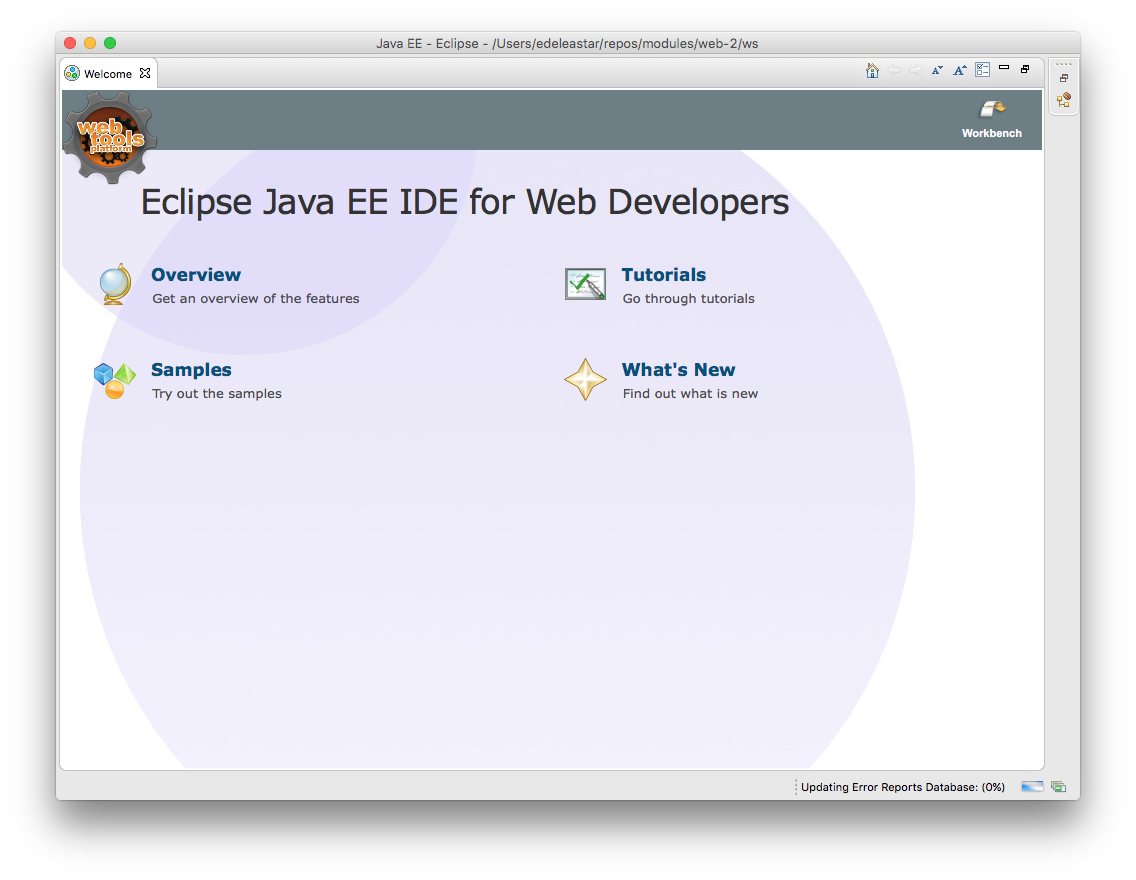 Java EE - Eclipse - /Users/edeleastar/repos/modules/web-2/ws
Welcome
web
tools
platform
Workbench
Eclipse Java EE IDE for Web Developers
Overview
Get an overview of the features
Tutorials
Go through tutorials
Samples
Try out the samples
What's New
Find out what is new
Updating Error Reports Database: (0%)